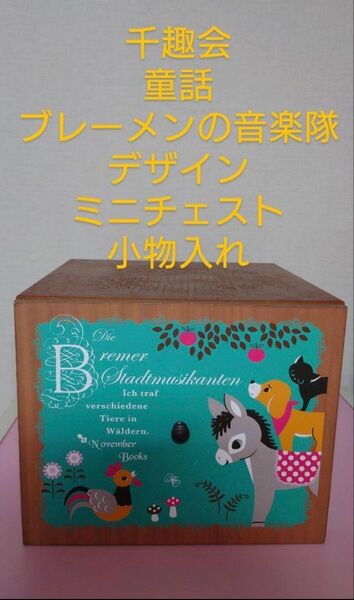 千趣会
童話
ブレーメンの音楽隊
デザイン
ミニチェスト
小物入れ
Die
Bremer
Stadtmusikanten
Ich traf
verschiedene
Tiere in
Wäldern.
November
Books